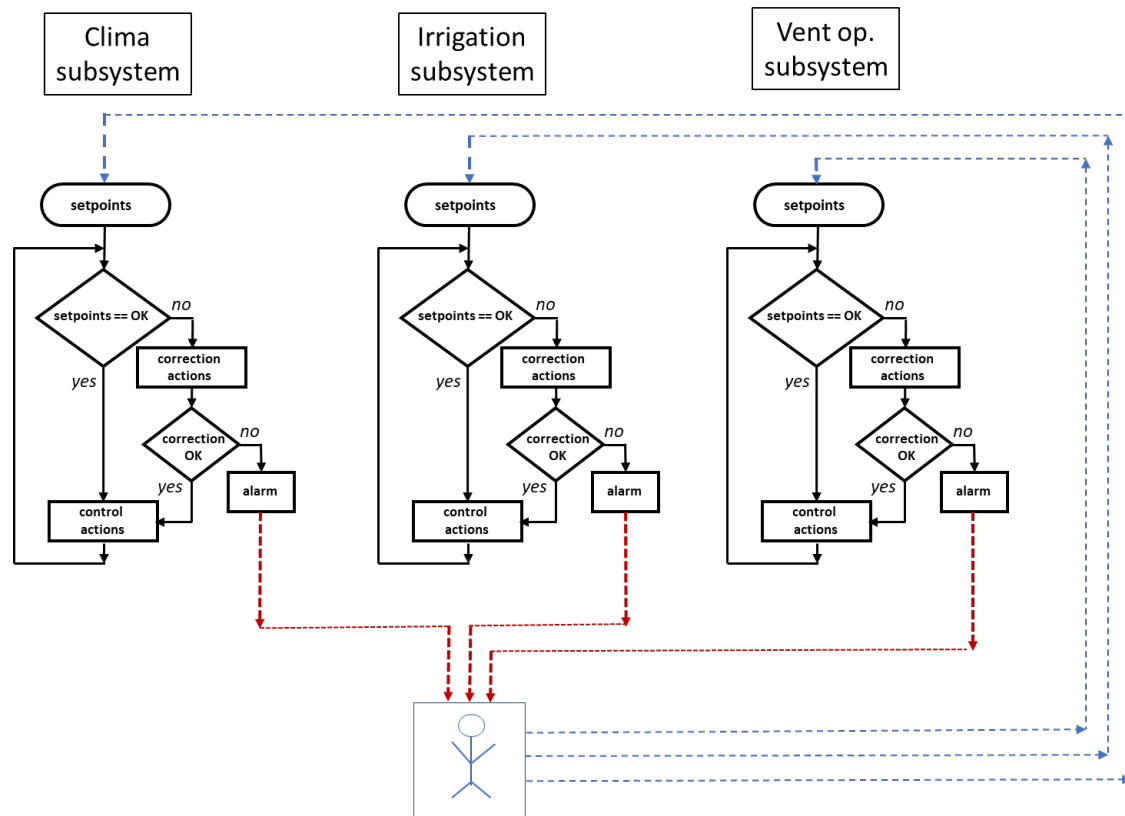 Clima
subsystem
Irrigation
subsystem
Vent op.
subsystem
setpoints
setpoints == OK
no
correction
actions
yes
correction
OK
no
yes
alarm
control
actions
setpoints
setpoints == OK
no
correction
actions
yes
correction
OK
no
yes
alarm
control
actions
setpoints
setpoints == OK
no
correction
actions
yes
correction
OK
no
yes
alarm
control
actions